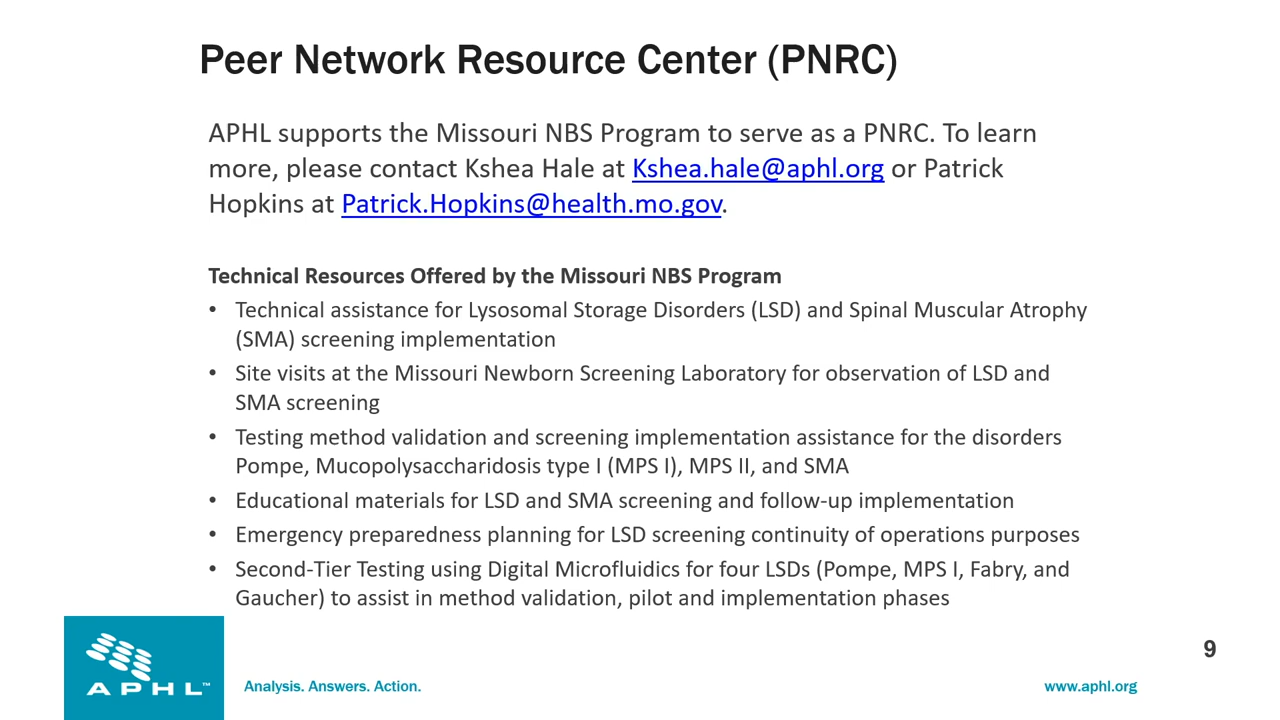 Peer Network Resource Center (PNRC)
APHL supports the Missouri NBS Program to serve as a PNRC. To learn
more, please contact Kshea Hale at Kshea.hale@aphl.org or Patrick
Hopkins at Patrick.Hopkins@health.mo.gov.
Technical Resources Offered by the Missouri NBS Program
• Technical assistance for Lysosomal Storage Disorders (LSD) and Spinal Muscular Atrophy
(SMA) screening implementation
• Site visits at the Missouri Newborn Screening Laboratory for observation of LSD and
SMA screening
• Testing method validation and screening implementation assistance for the disorders
Pompe, Mucopolysaccharidosis type I (MPS I), MPS II, and SMA
• Educational materials for LSD and SMA screening and follow-up implementation
• Emergency preparedness planning for LSD screening continuity of operations purposes
• Second-Tier Testing using Digital Microfluidics for four LSDs (Pompe, MPS I, Fabry, and
Gaucher) to assist in method validation, pilot and implementation phases
9
APHL™
Analysis. Answers. Action.
www.aphl.org